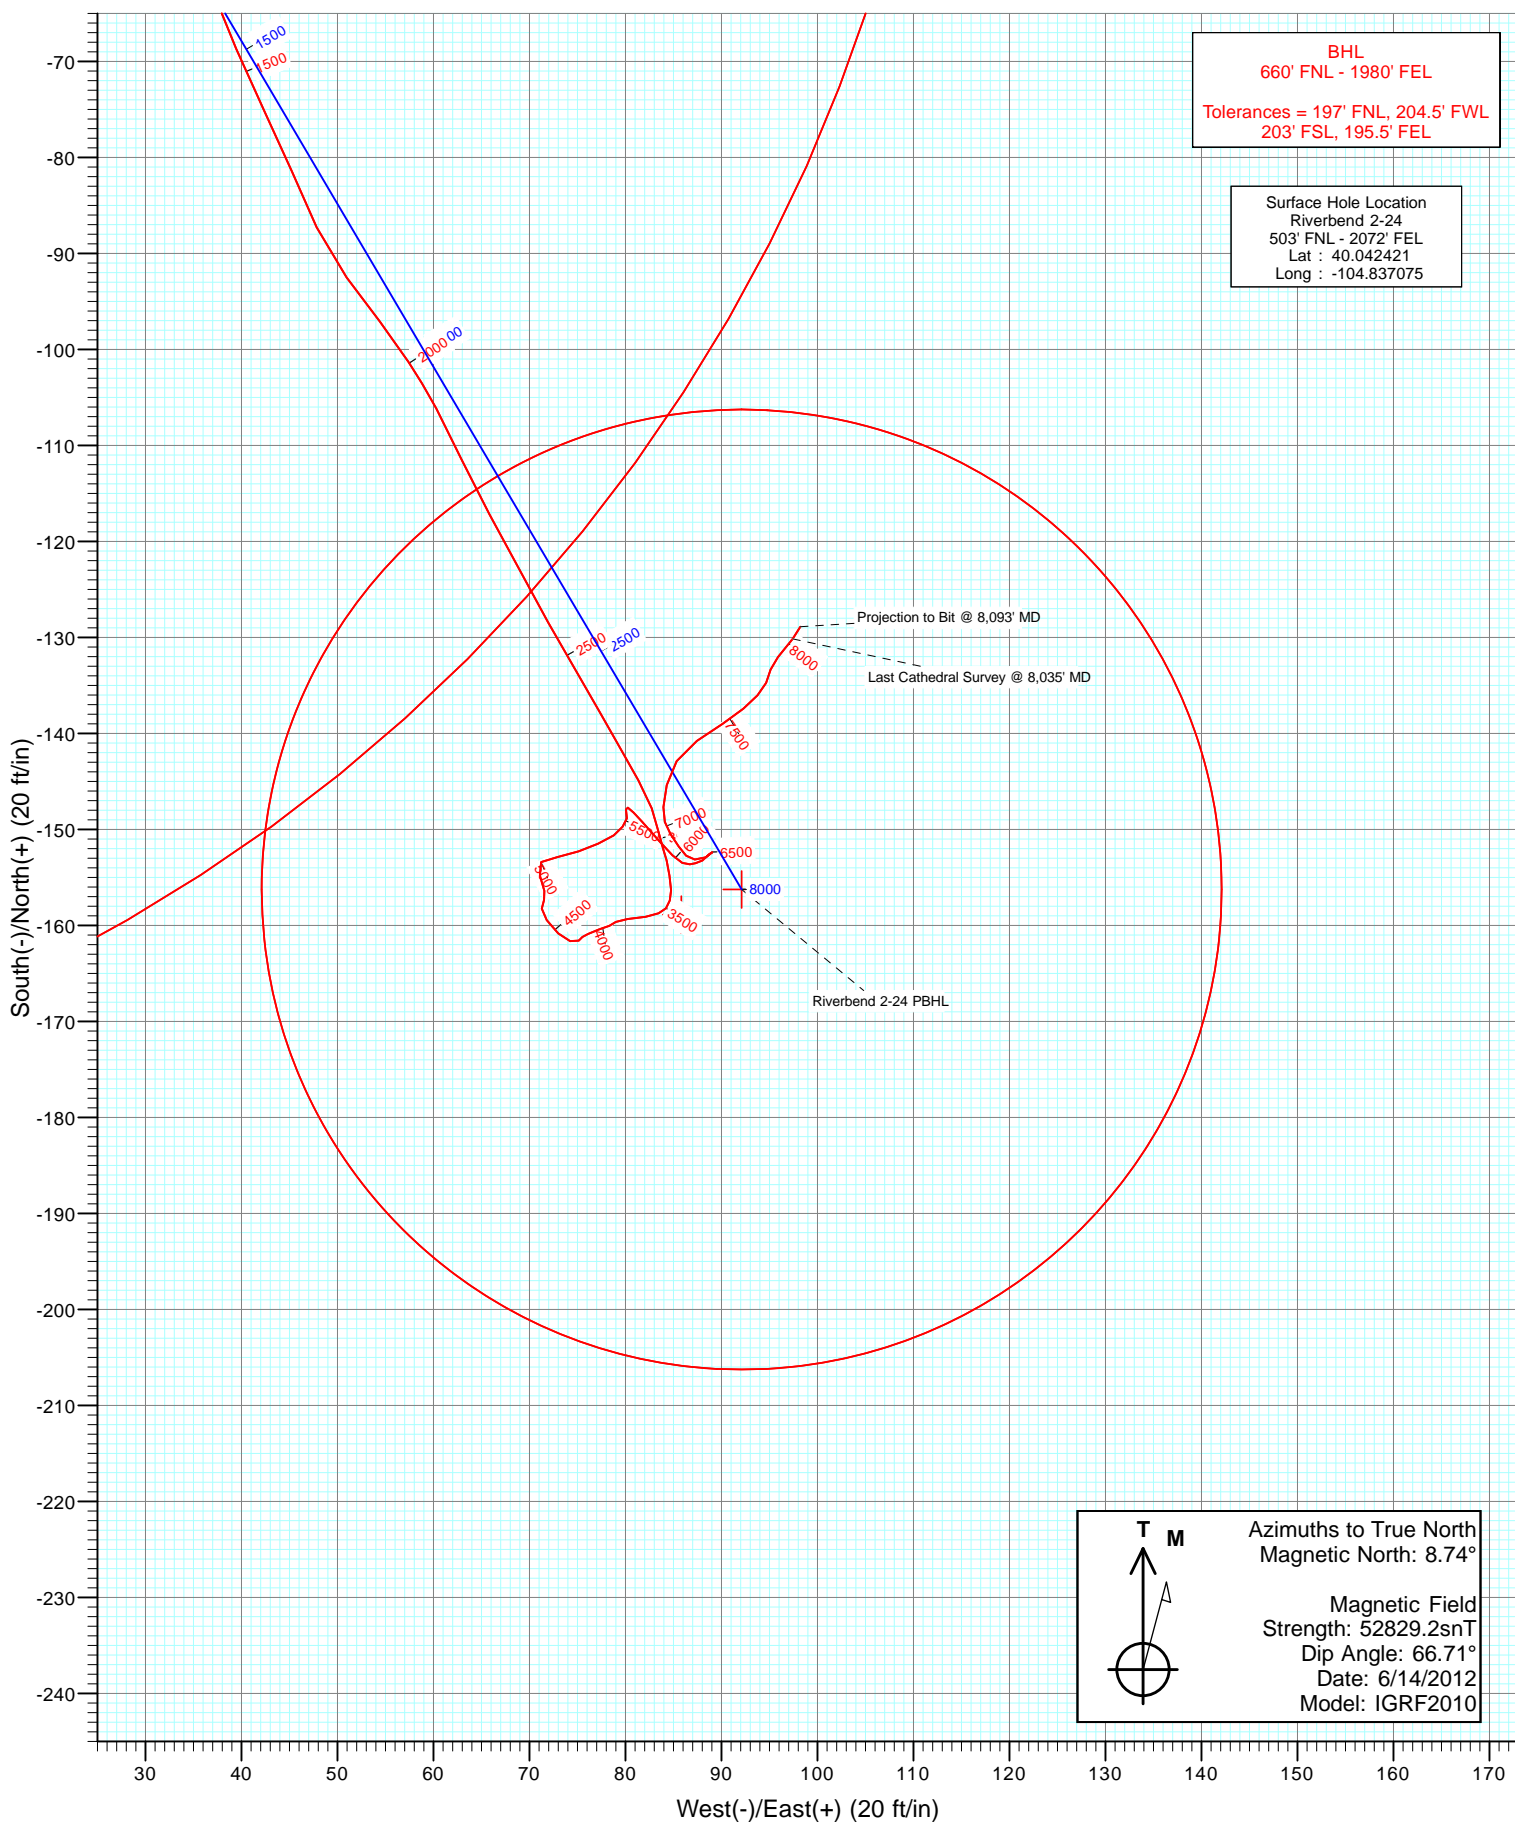 BHL
660' FNL - 1980' FEL
Tolerances = 197' FNL, 204.5' FWL
203' FSL, 195.5' FEL
Surface Hole Location
Riverbend 2-24
503' FNL - 2072' FEL
Lat : 40.042421
Long : -104.837075
-70
-80
-90
-100
-110
-120
-130
-140
-150
-160
-170
-180
-190
-200
-210
-220
-230
-240
South(-)/North(+) (20 ft/in)
1500
1500
2000
00
2500
2500
Projection to Bit @ 8,093' MD
8000
Last Cathedral Survey @ 8,035' MD
7500
7000
5500
3
6000
6500
5000
8000
4500
3500
4000
Riverbend 2-24 PBHL
T
M
Azimuths to True North
Magnetic North: 8.74°
Magnetic Field
Strength: 52829.2snT
Dip Angle: 66.71°
Date: 6/14/2012
Model: IGRF2010
30
40
50
60
70
80
90
100
110
120
130
140
150
160
170
West(-)/East(+) (20 ft/in)